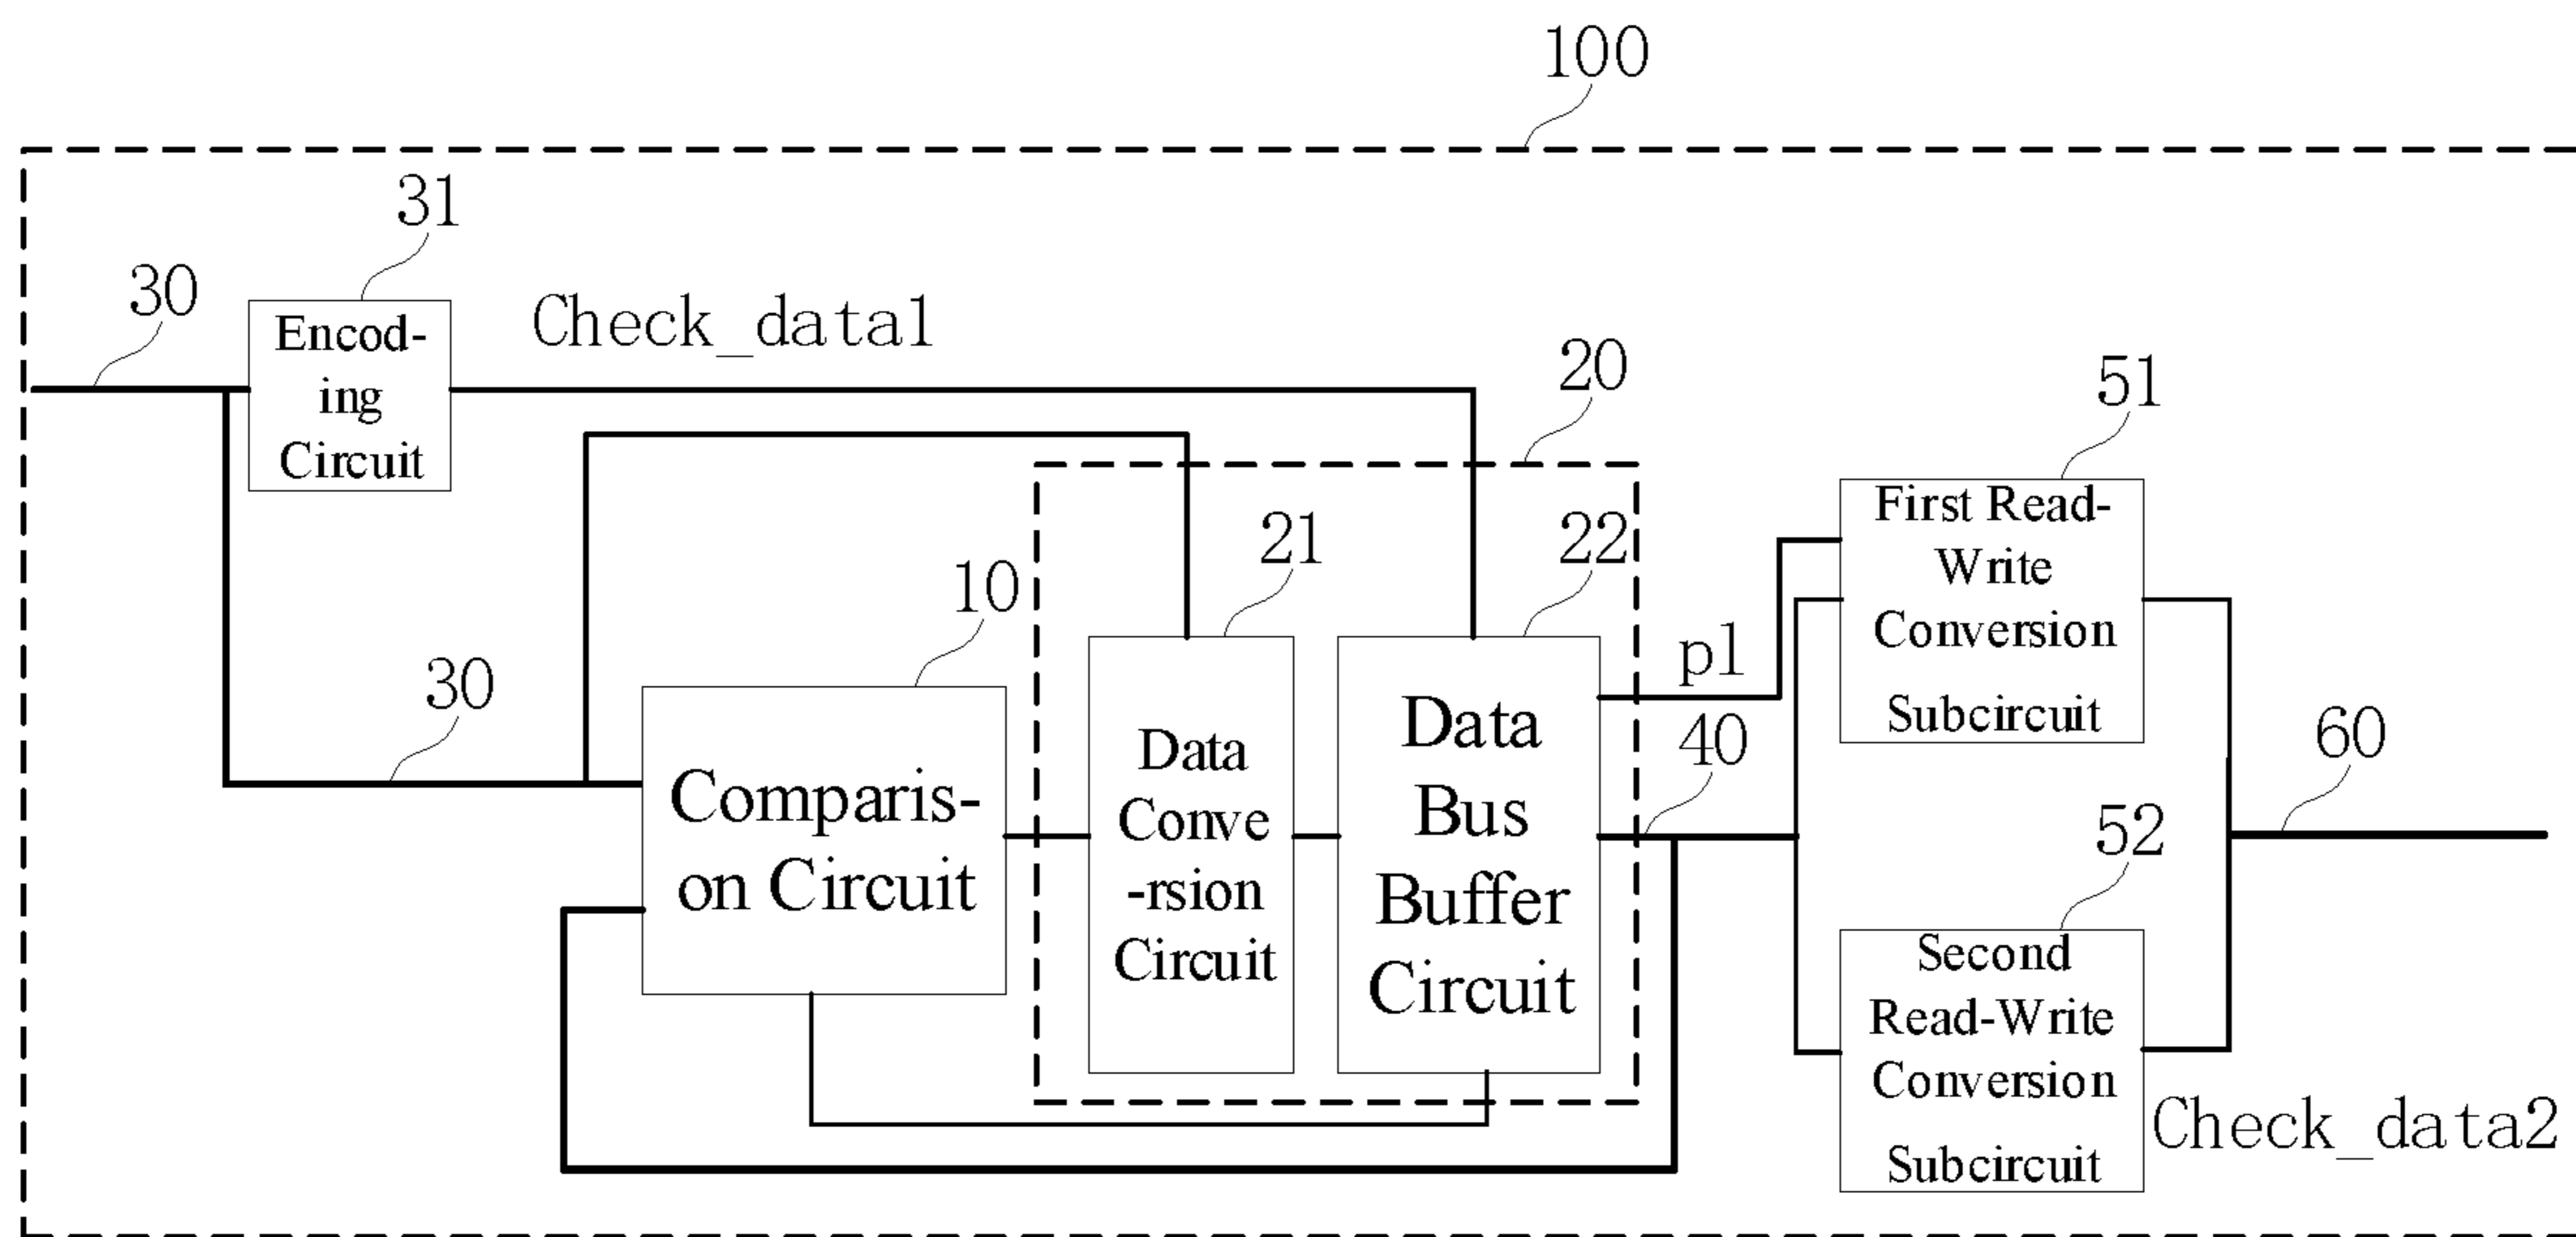 100
31
30
Encod-
ing
Circuit
Check_data1
20
51
First Read-
Write
Conversion
Subcircuit
21
22
10
30
p1
40
60
Comparis-
on Circuit
Data
Conve
-rsion
Circuit
Data
Bus
Buffer
Circuit
52
Second
Read-Write
Conversion
Subcircuit
Check_data2